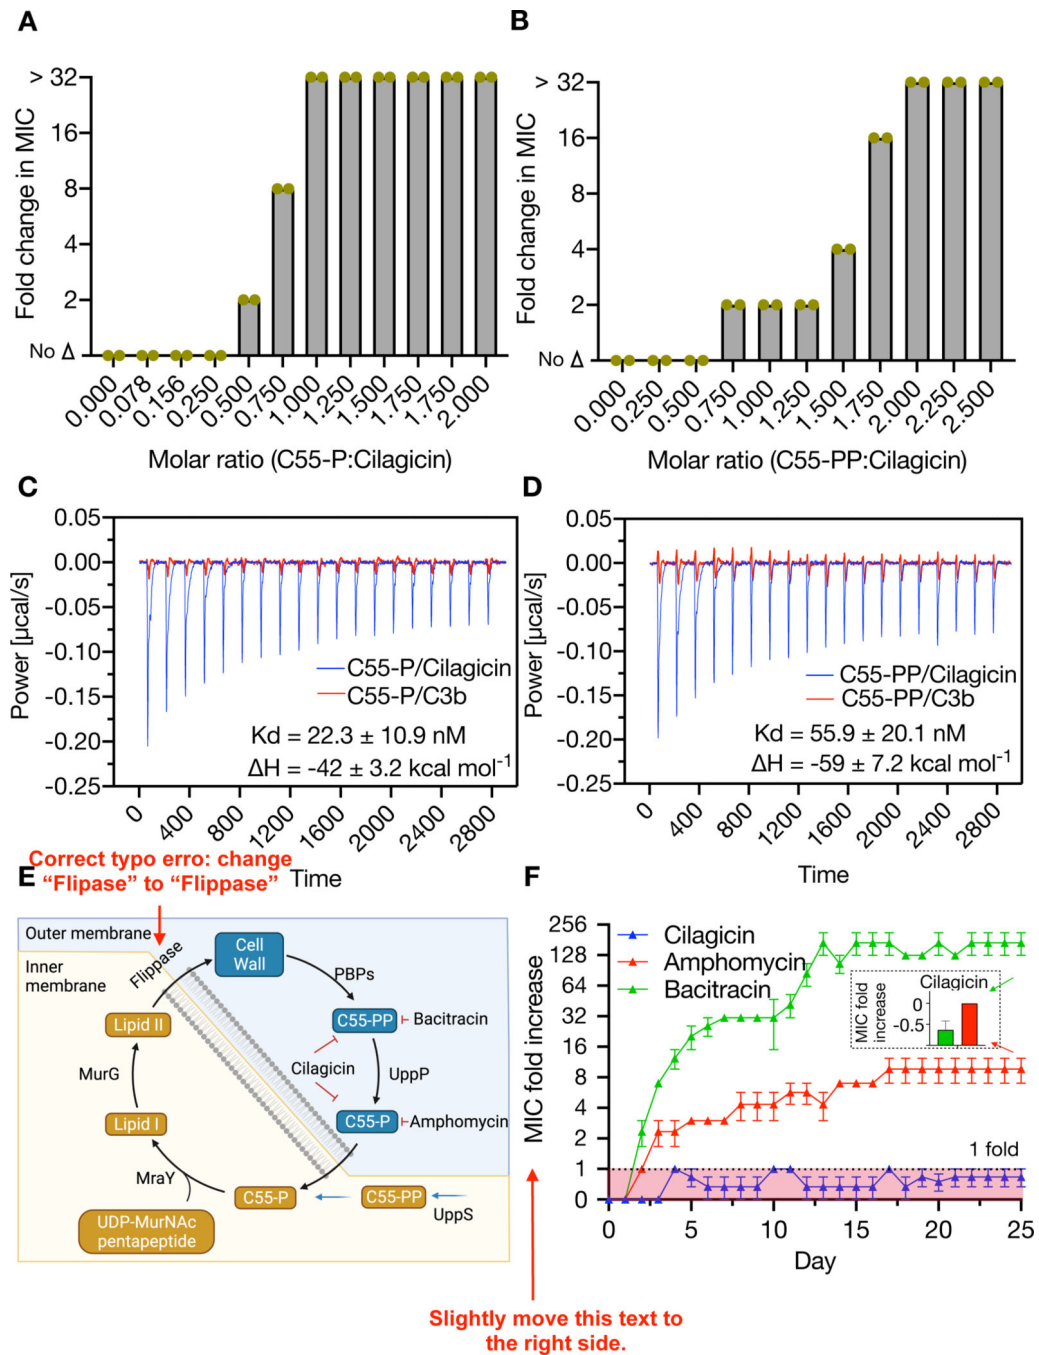 A
Fold change in MIC
> 32
16
8
4
2
No Δ
0.000
0.078
0.156
0.250
0.500
0.750
1.000
1.250
1.500
1.750
1.750
2.000
Molar ratio (C55-P:Cilagicin)
B
Fold change in MIC
> 32
16
8
4
2
No Δ
0.000
0.250
0.500
0.750
1.000
1.250
1.500
1.750
2.000
2.250
2.500
Molar ratio (C55-PP:Cilagicin)
C
Power [µcal/s]
0.05
0.00
-0.05
-0.10
-0.15
-0.20
-0.25
C55-P/Cilagicin
C55-P/C3b
Kd = 22.3 ± 10.9 nM
ΔH = -42 ± 3.2 kcal mol-1
0
400
800
1200
1600
2000
2400
2800
Time
D
Power [µcal/s]
0.05
0.00
-0.05
-0.10
-0.15
-0.20
-0.25
C55-PP/Cilagicin
C55-PP/C3b
Kd = 55.9 ± 20.1 nM
ΔH = -59 ± 7.2 kcal mol-1
0
400
800
1200
1600
2000
2400
2800
Time
Correct typo erro: change
“Flipase” to “Flippase”
E
Outer membrane
Inner
membrane
Flippase
Cell
Wall
PBPs
C55-PP
Bacitracin
Lipid II
Cilagicin
MurG
UppP
Lipid I
C55-P
Amphomycin
MraY
C55-P
C55-PP
UppS
UDP-MurNAc
pentapeptide
F
MIC fold increase
256
128
64
32
16
8
4
2
1
0
Cilagicin
Amphomycin
Bacitracin
Cilagicin
MIC fold
increase
0
-0.5
1 fold
0
5
10
15
20
25
Day
Slightly move this text to
the right side.